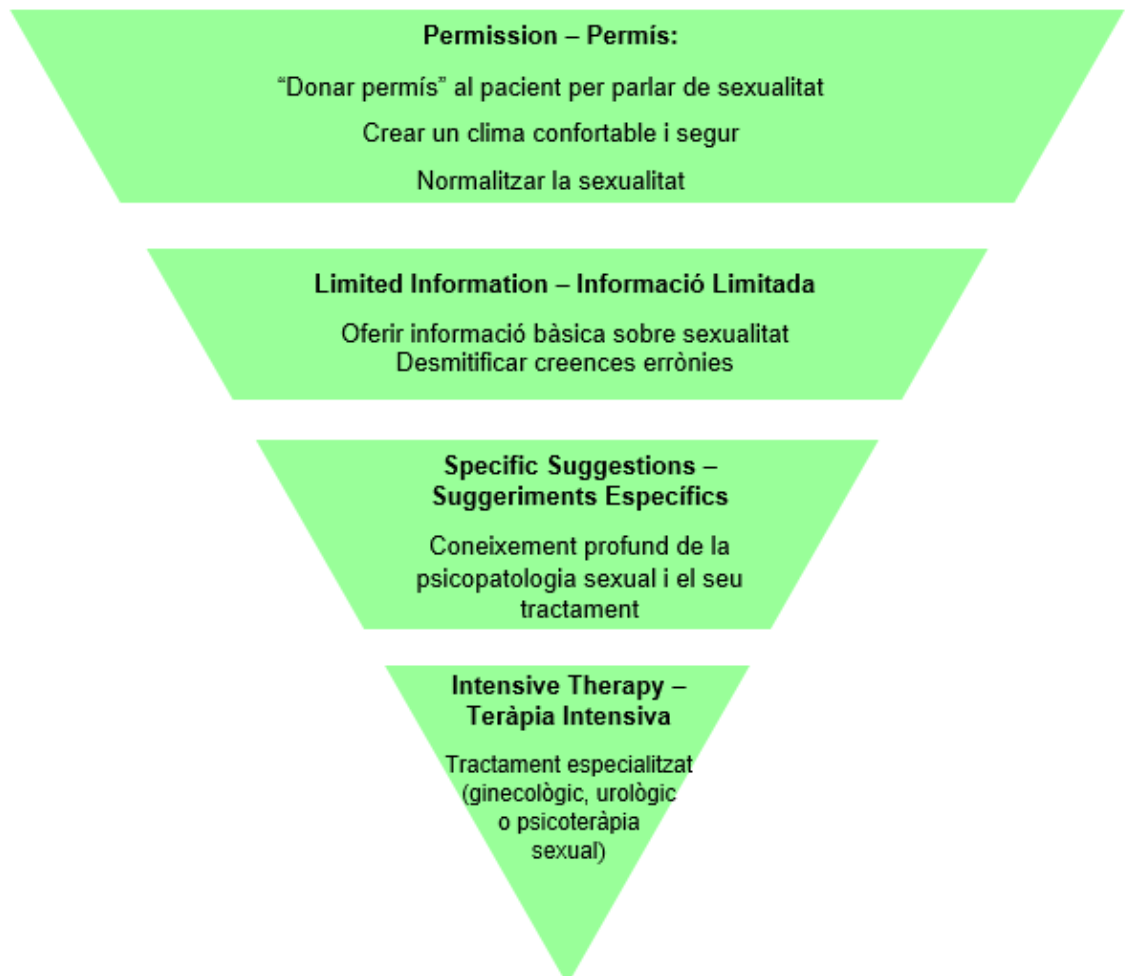 Permission – Permís:
“Donar permís” al pacient per parlar de sexualitat
Crear un clima confortable i segur
Normalitzar la sexualitat
Limited Information – Informació Limitada
Oferir informació bàsica sobre sexualitat
Desmitificar creences errònies
Specific Suggestions –
Suggeriments Específics
Coneixement profund de la
psicopatologia sexual i el seu
tractament
Intensive Therapy –
Teràpia Intensiva
Tractament especialitzat
(ginecològic, urològic
o psicoteràpia
sexual)